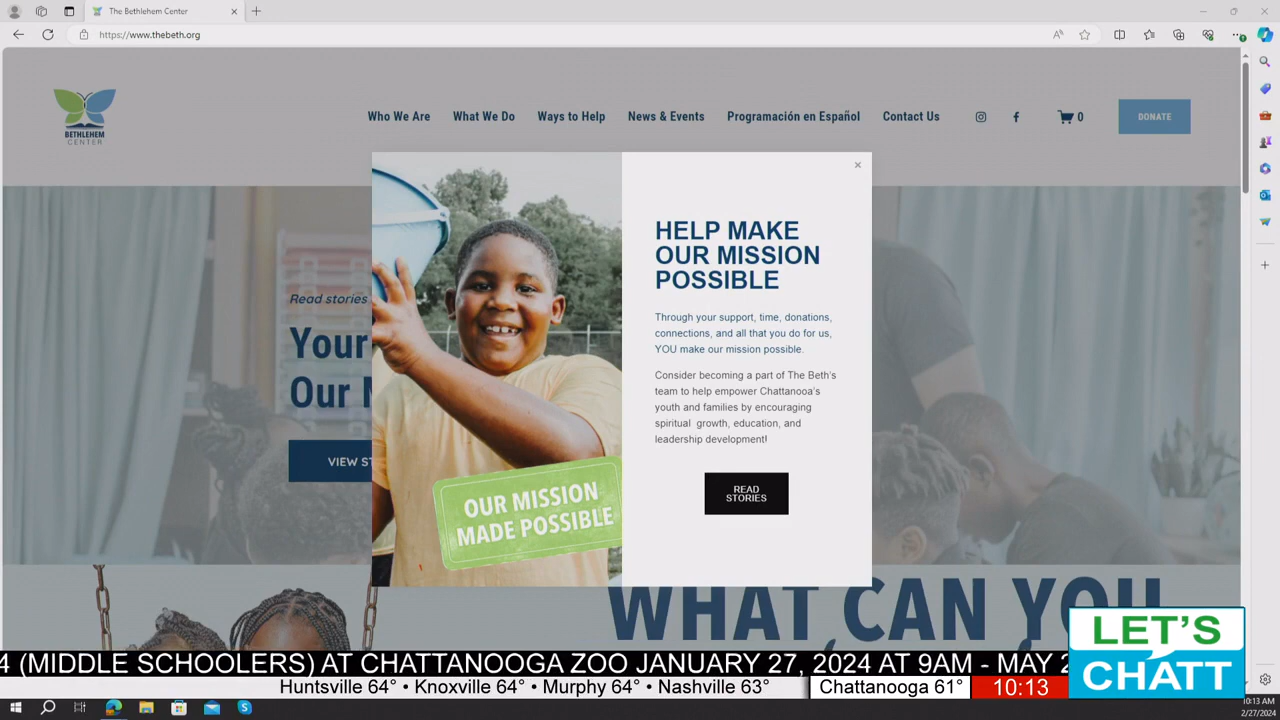 The Bethlehem Center
https://www.thebeth.org
BETHLEHEM
CENTER
Who We Are
What We Do
Ways to Help
News & Events
Programación en Español
Contact Us
0
DONATE
Read stories
Your
Our M
VIEW ST
HELP MAKE
OUR MISSION
POSSIBLE
Through your support, time, donations,
connections, and all that you do for us,
YOU make our mission possible.
Consider becoming a part of The Beth's
team to help empower Chattanooa's
youth and families by encouraging
spiritual growth, education, and
leadership development!
READ
STORIES
OUR MISSION
MADE POSSIBLE
WHAT CAN YOU
LET'S
CHATT
4 (MIDDLE SCHOOLERS) AT CHATTANOOGA ZOO JANUARY 27, 2024 AT 9AM - MAY 2
Huntsville 64° • Knoxville 64° • Murphy 64° • Nashville 63°
Chattanooga 61°
10:13
10:13 AM
2/27/2024